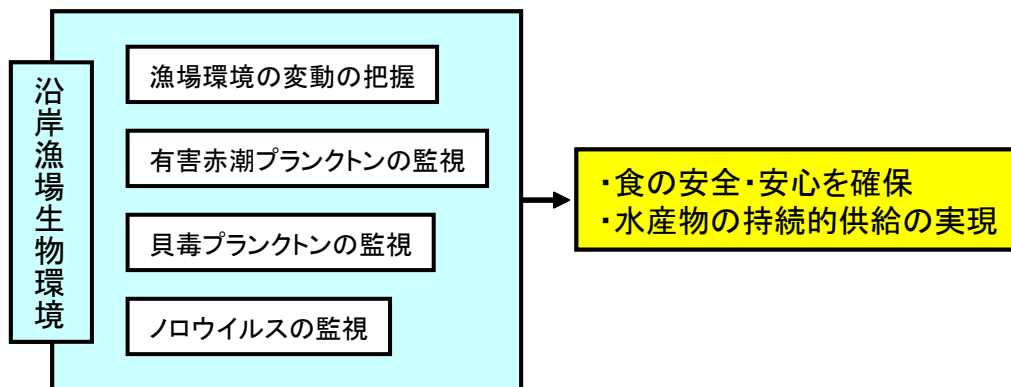 沿岸漁場生物環境
漁場環境の変動の把握
有害赤潮プランクトンの監視
貝毒プランクトンの監視
ノロウイルスの監視
・食の安全・安心を確保
・水産物の持続的供給の実現